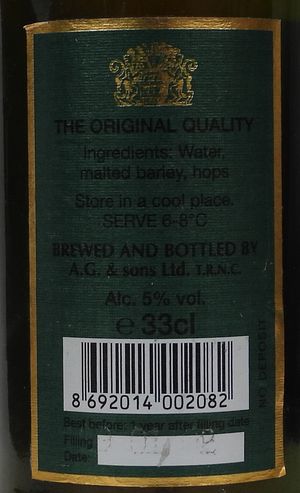 THE ORIGINAL QUALITY
Ingredients: Water,
malted barley, hops
Store in a cool place.
SERVE 6-8°C
BREWED AND BOTTLED BY
A.G. & sons Ltd. T.R.N.C.
Alc. 5% vol.
℮ 33cl
8 692014 002082
Best before: 1 year after filling date
Filling
Date:
NO DEPOSIT